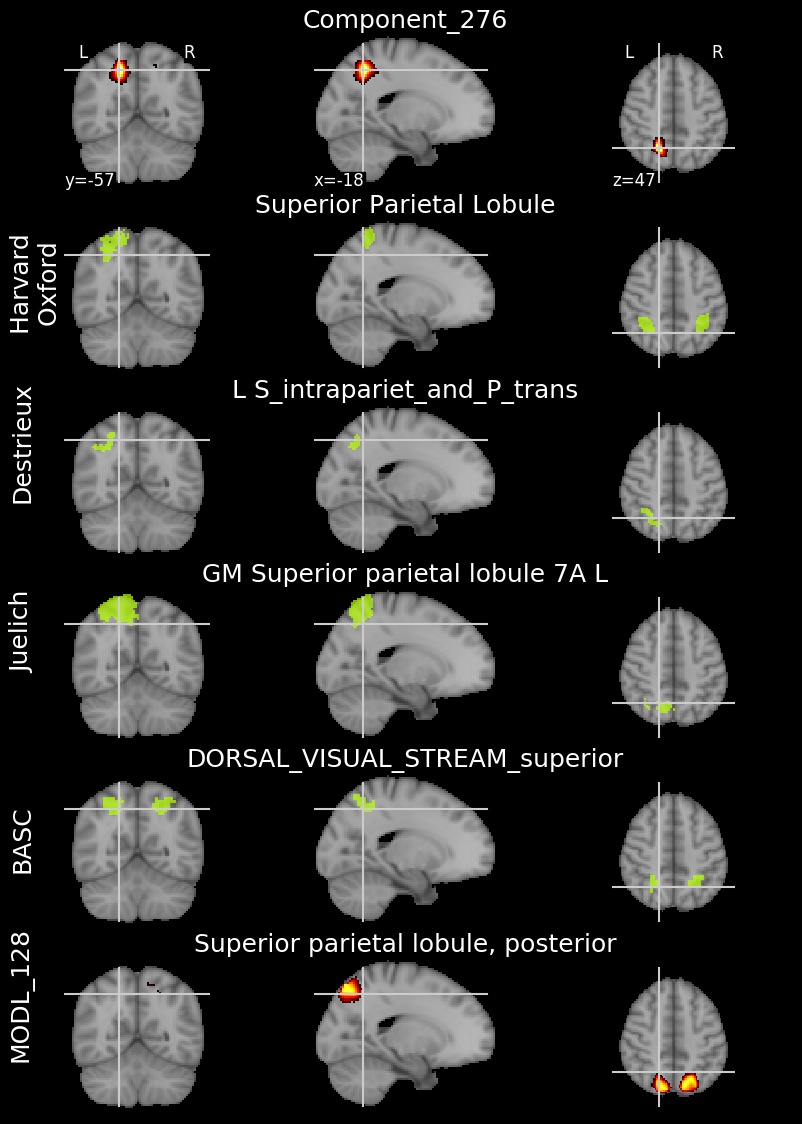 Component_276
L R
L R
y=-57
x=-18
z=47
Superior Parietal Lobule
Harvard
Oxford
L S_intrapariet_and_P_trans
Destrieux
GM Superior parietal lobule 7A L
Juelich
DORSAL_VISUAL_STREAM_superior
BASC
Superior parietal lobule, posterior
MODL_128